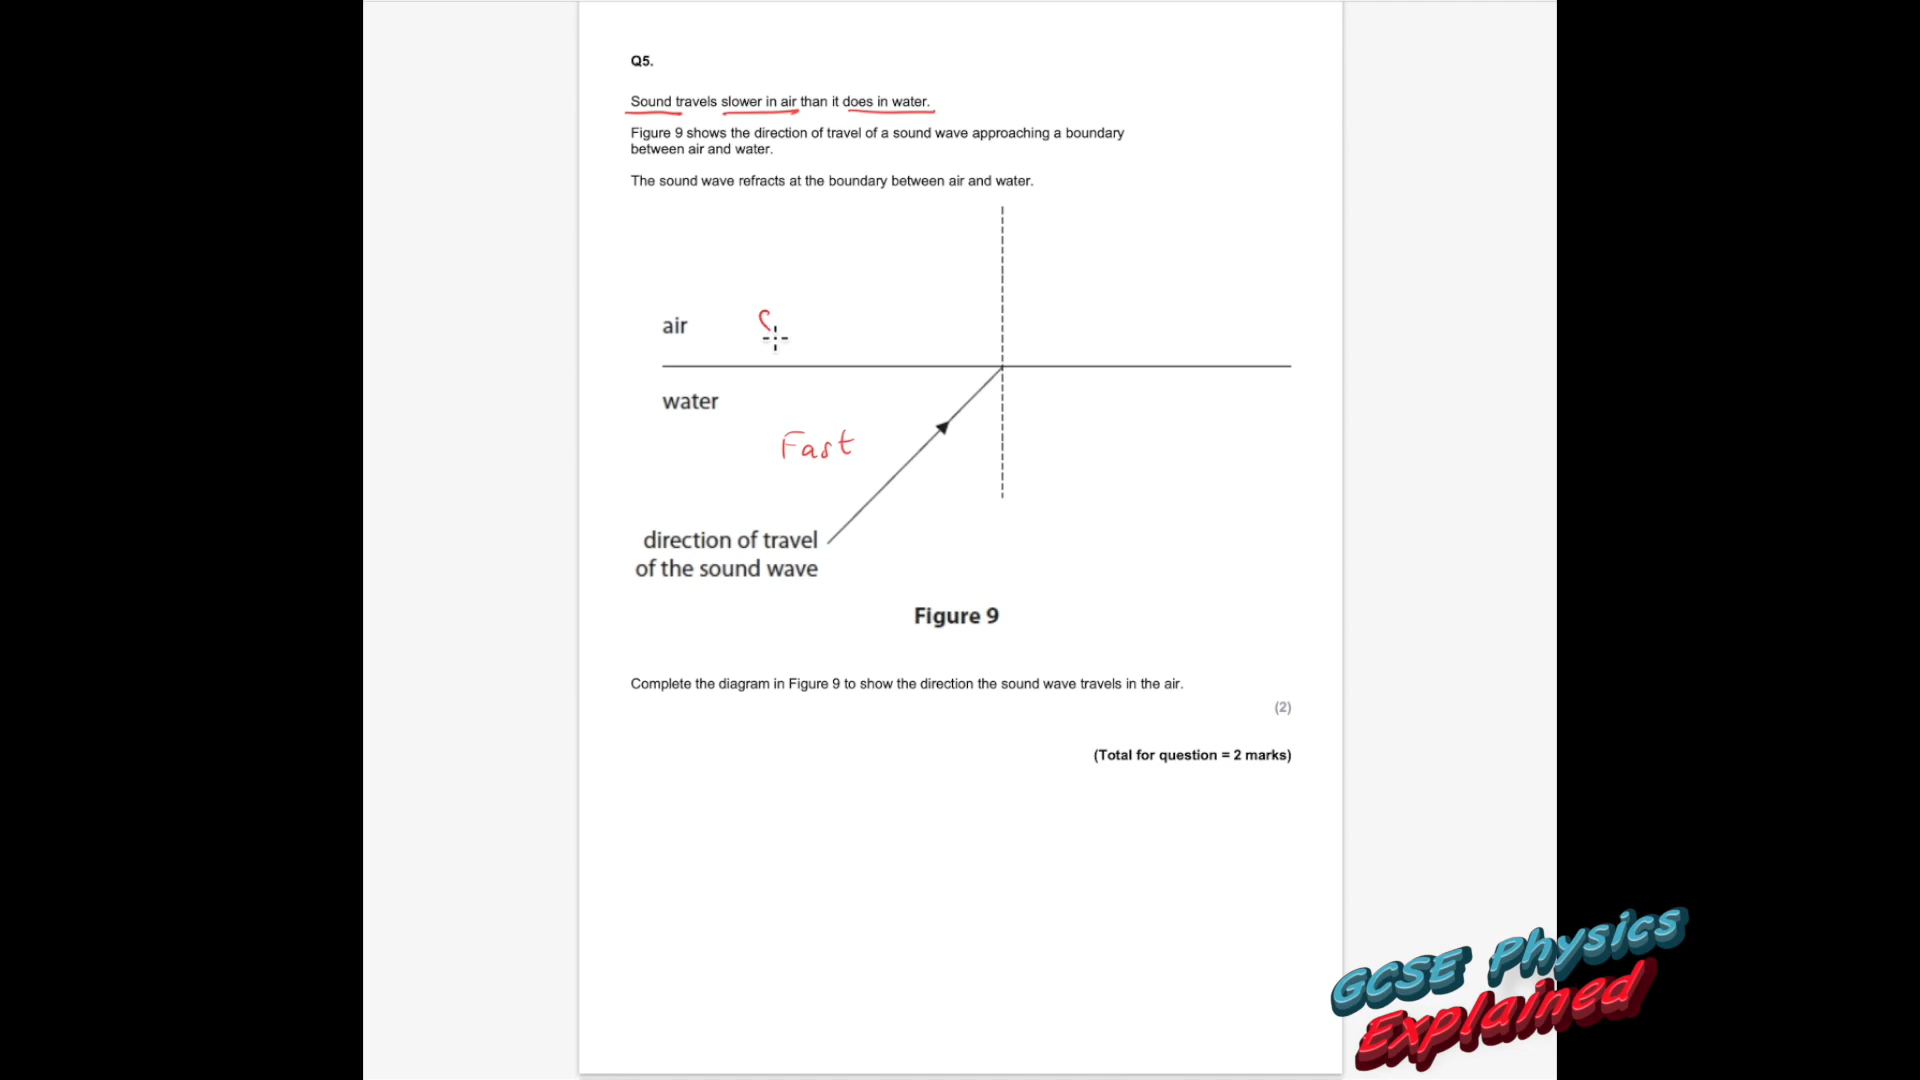 Q5.
Sound travels slower in air than it does in water.
Figure 9 shows the direction of travel of a sound wave approaching a boundary
between air and water.
The sound wave refracts at the boundary between air and water.
air
water
Fast
direction of travel
of the sound wave
Figure 9
Complete the diagram in Figure 9 to show the direction the sound wave travels in the air.
(2)
(Total for question = 2 marks)
GCSE Physics
Explained